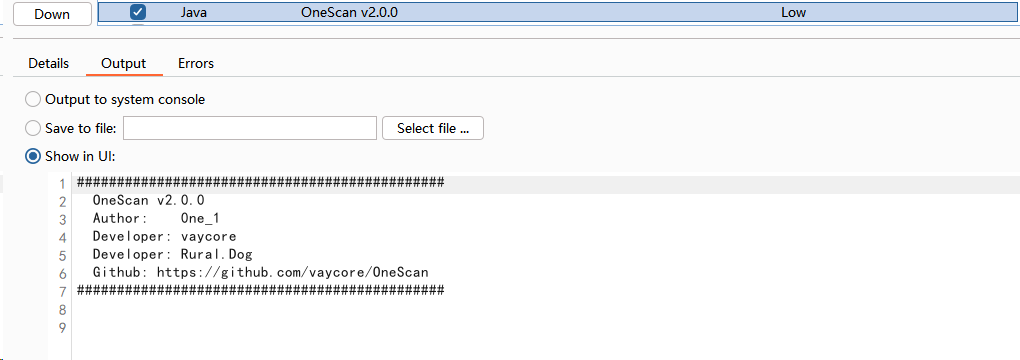 Down Java OneScan v2.0.0 Low
Details Output Errors
Output to system console
Save to file: Select file ...
Show in UI:
1 ##############################################
2 OneScan v2.0.0
3 Author: One_1
4 Developer: vaycore
5 Developer: Rural.Dog
6 Github: https://github.com/vaycore/OneScan
7 ##############################################
8
9